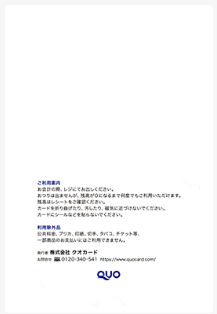 ご利用案内
お会計の際、レジにてお出しください。
おつりは出ませんが、残高が0になるまで何度でもご利用いただけます。
残高はレシートをご確認ください。
カードを折り曲げたり、汚したり、磁気に近づけないでください。
カードにシールなどを貼らないでください。
利用除外品
公共料金、プリカ、印紙、切手、タバコ、チケット等、
一部商品のお支払いにはご利用できません。
発行者 株式会社 クオカード
お問合せ 0120-340-541 https://www.quocard.com/
QUO